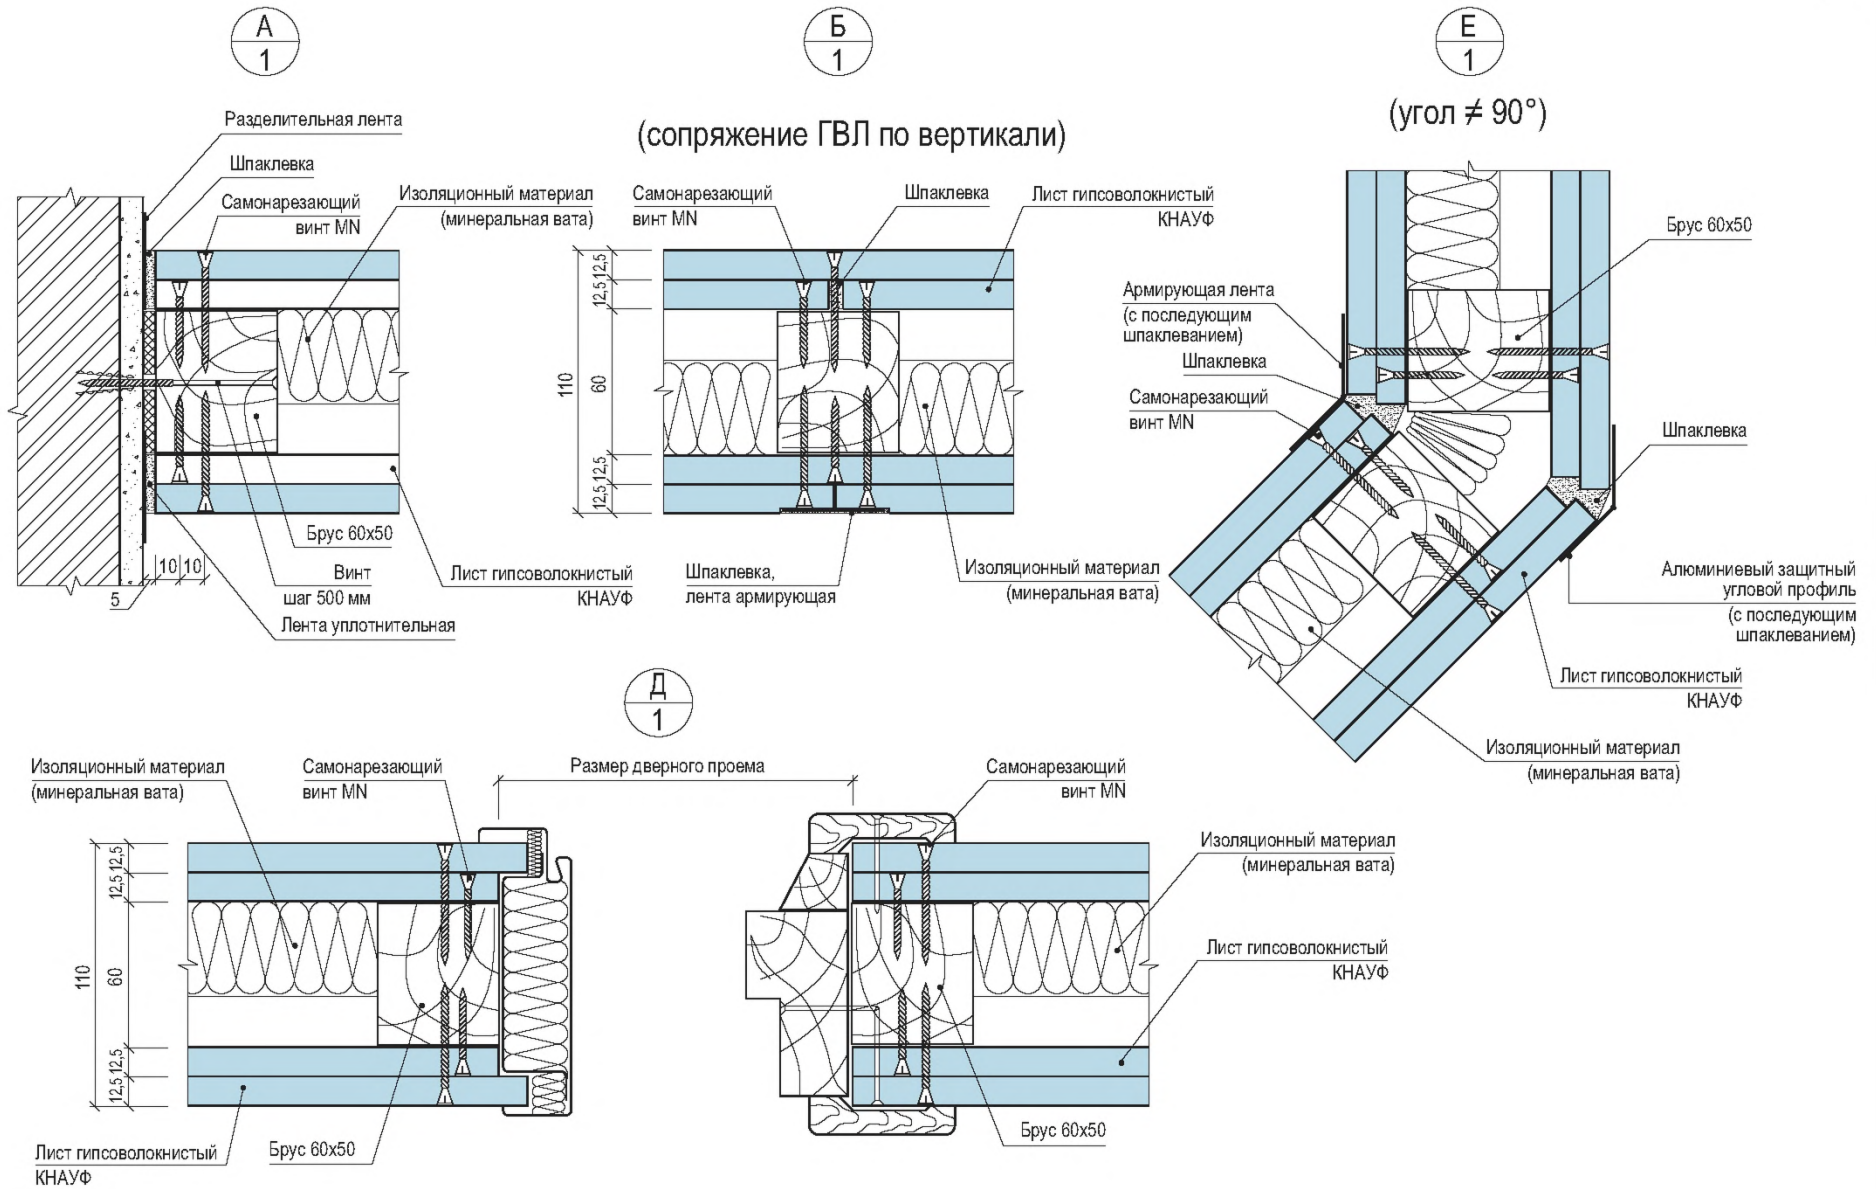 А
1
Разделительная лента
Шпаклевка
Самонарезающий
винт MN
Изоляционный материал
(минеральная вата)
Брус 60х50
Винт
шаг 500 мм
Лист гипсоволокнистый
КНАУФ
Лента уплотнительная
10
10
5
Б
1
(сопряжение ГВЛ по вертикали)
Самонарезающий
винт MN
Шпаклевка
Лист гипсоволокнистый
КНАУФ
12,5
12,5
60
110
12,5
12,5
Шпаклевка,
лента армирующая
Изоляционный материал
(минеральная вата)
Е
1
(угол ≠ 90°)
Брус 60х50
Армирующая лента
(с последующим
шпаклеванием)
Шпаклевка
Самонарезающий
винт MN
Шпаклевка
Алюминиевый защитный
угловой профиль
(с последующим
шпаклеванием)
Лист гипсоволокнистый
КНАУФ
Изоляционный материал
(минеральная вата)
Д
1
Изоляционный материал
(минеральная вата)
Самонарезающий
винт MN
Размер дверного проема
Самонарезающий
винт MN
Изоляционный материал
(минеральная вата)
Лист гипсоволокнистый
КНАУФ
12,5
12,5
60
110
12,5
12,5
Брус 60х50
Брус 60х50
Лист гипсоволокнистый
КНАУФ